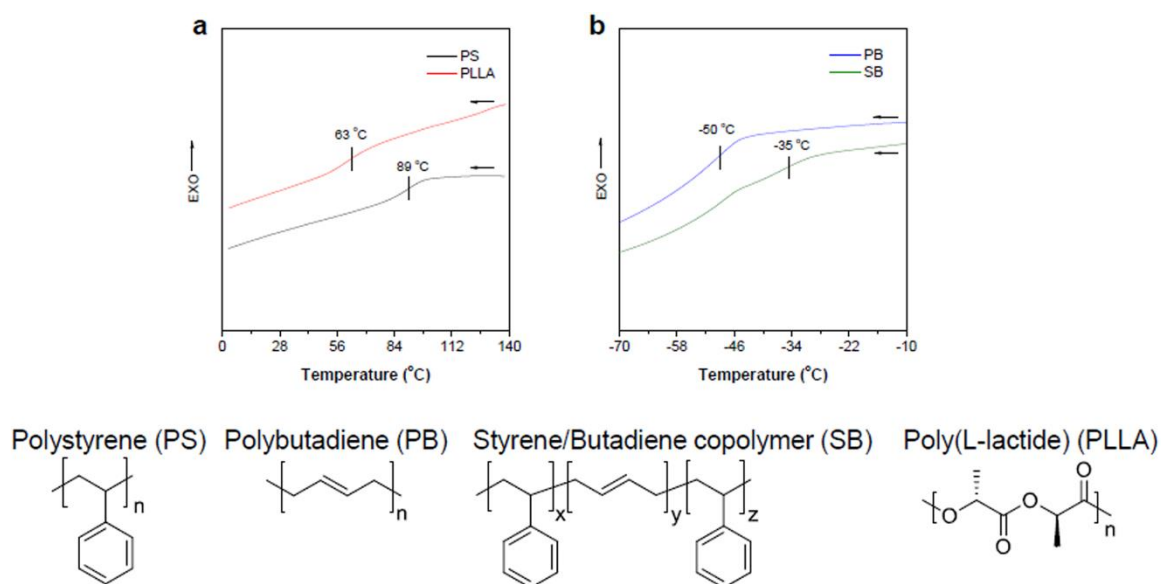 a
PS
PLLA
63 °C
89 °C
EXO
0 28 56 84 112 140
Temperature (°C)
b
PB
SB
-50 °C
-35 °C
EXO
-70 -58 -46 -34 -22 -10
Temperature (°C)
Polystyrene (PS) Polybutadiene (PB) Styrene/Butadiene copolymer (SB) Poly(L-lactide) (PLLA)
n
n
x y z
O O O O n